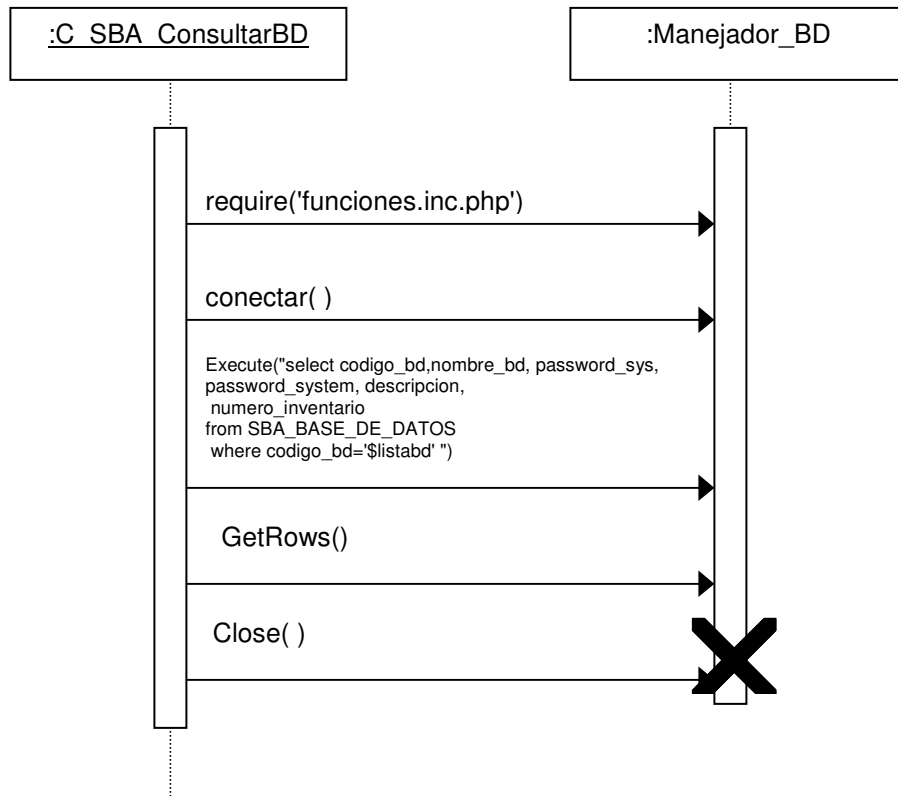 :C_SBA_ConsultarBD
:Manejador_BD
require('funciones.inc.php')
conectar( )
Execute("select codigo_bd,nombre_bd, password_sys,
password_system, descripcion,
numero_inventario
from SBA_BASE_DE_DATOS
where codigo_bd='$listabd' ")
GetRows()
Close( )